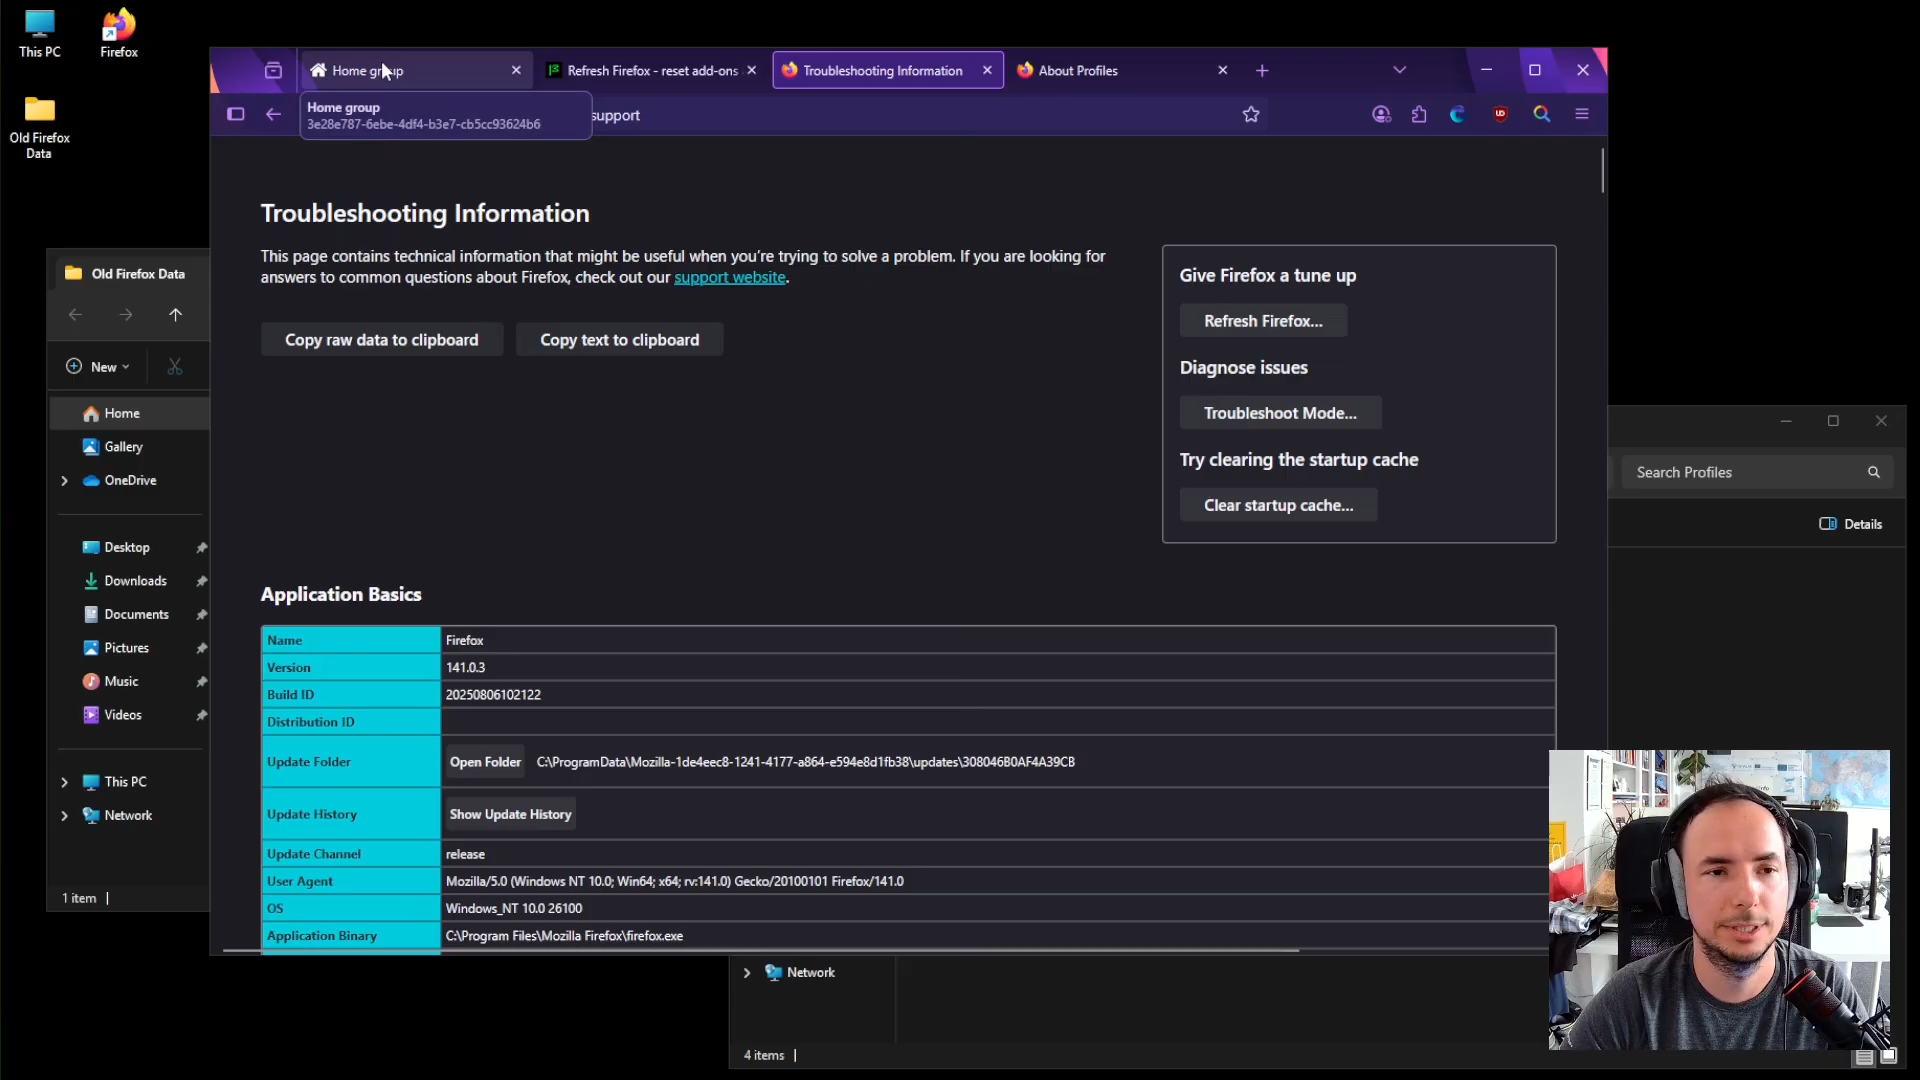 This PC
Firefox
Old Firefox
Data
Home group
Refresh Firefox - reset add-ons
Troubleshooting Information
About Profiles
Home group
3e28e787-6ebe-4df4-b3e7-cb5cc93624b6
support
Troubleshooting Information
This page contains technical information that might be useful when you're trying to solve a problem. If you are looking for
answers to common questions about Firefox, check out our support website.
Copy raw data to clipboard
Copy text to clipboard
Give Firefox a tune up
Refresh Firefox...
Diagnose issues
Troubleshoot Mode...
Try clearing the startup cache
Clear startup cache...
Application Basics
Name Firefox
Version 141.0.3
Build ID 20250806102122
Distribution ID
Update Folder Open Folder C:\ProgramData\Mozilla-1de4eec8-1241-4177-a864-e594e8d1fb38\updates\308046B0AF4A39CB
Update History Show Update History
Update Channel release
User Agent Mozilla/5.0 (Windows NT 10.0; Win64; x64; rv:141.0) Gecko/20100101 Firefox/141.0
OS Windows_NT 10.0 26100
Application Binary C:\Program Files\Mozilla Firefox\firefox.exe
Old Firefox Data
New
Home
Gallery
OneDrive
Desktop
Downloads
Documents
Pictures
Music
Videos
This PC
Network
1 item
Search Profiles
Details
Network
4 items